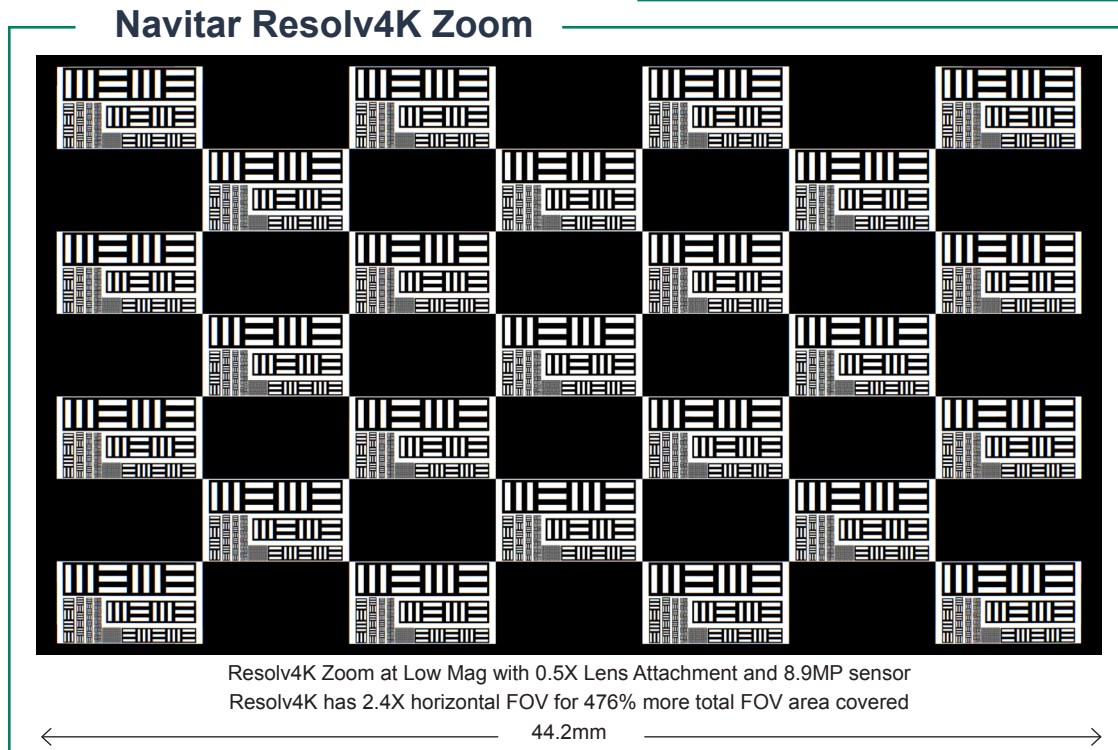 Navitar Resolv4K Zoom
Resolv4K Zoom at Low Mag with 0.5X Lens Attachment and 8.9MP sensor
Resolv4K has 2.4X horizontal FOV for 476% more total FOV area covered
44.2mm